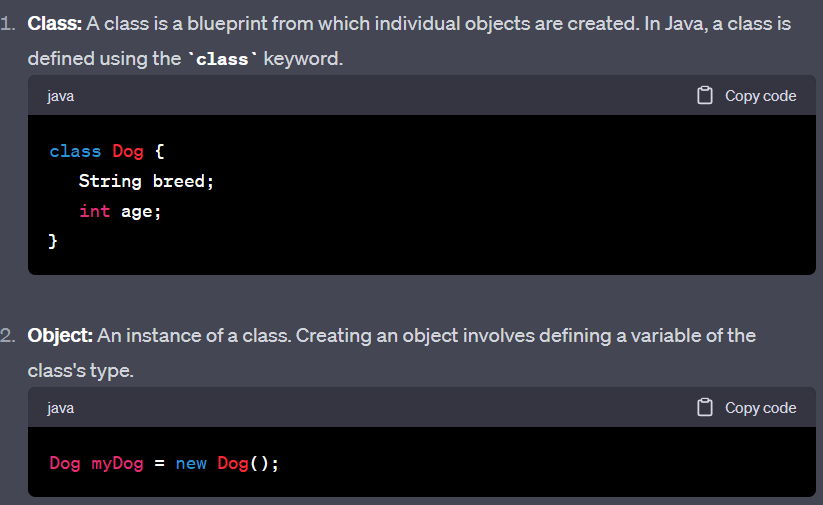 1. Class: A class is a blueprint from which individual objects are created. In Java, a class is
defined using the `class` keyword.
java Copy code
class Dog {
   String breed;
   int age;
}
2. Object: An instance of a class. Creating an object involves defining a variable of the
class's type.
java Copy code
Dog myDog = new Dog();